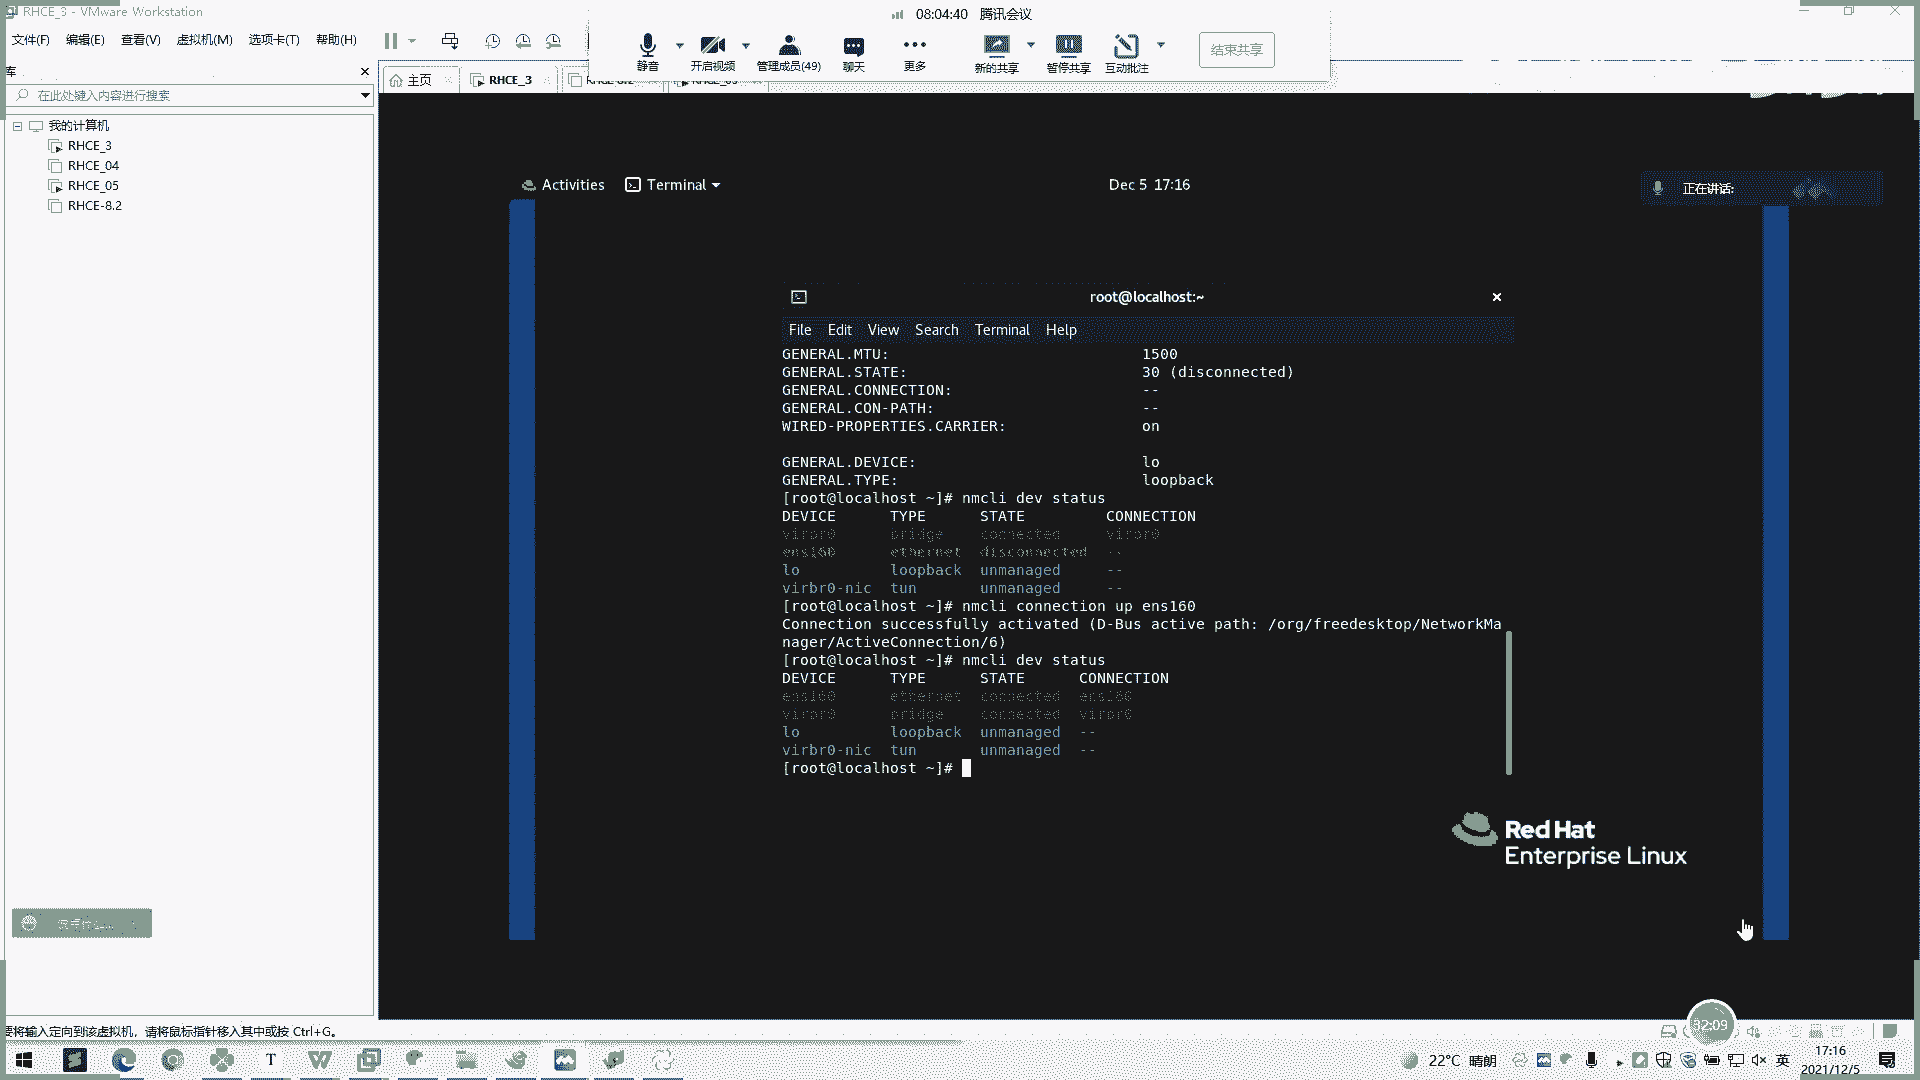 RHCE_3 - VMware Workstation
08:04:40 腾讯会议
文件(F) 编辑(E) 查看(V) 虚拟机(M) 选项卡(T) 帮助(H)
静音 开启视频 管理成员(49) 聊天 更多 新的共享 暂停共享 互动批注 结束共享
库
主页 RHCE_3
在此处键入内容进行搜索
我的计算机
RHCE_3
RHCE_04
RHCE_05
RHCE-8.2
Activities Terminal Dec 5 17:16
正在讲话:
root@localhost:~
File Edit View Search Terminal Help
GENERAL.MTU: 1500
GENERAL.STATE: 30 (disconnected)
GENERAL.CONNECTION: --
GENERAL.CON-PATH: --
WIRED-PROPERTIES.CARRIER: on
GENERAL.DEVICE: lo
GENERAL.TYPE: loopback
[root@localhost ~]# nmcli dev status
DEVICE TYPE STATE CONNECTION
virbr0 bridge connected virbr0
ens160 ethernet disconnected --
lo loopback unmanaged --
virbr0-nic tun unmanaged --
[root@localhost ~]# nmcli connection up ens160
Connection successfully activated (D-Bus active path: /org/freedesktop/NetworkMa
nager/ActiveConnection/6)
[root@localhost ~]# nmcli dev status
DEVICE TYPE STATE CONNECTION
ens160 ethernet connected ens160
virbr0 bridge connected virbr0
lo loopback unmanaged --
virbr0-nic tun unmanaged --
[root@localhost ~]#
Red Hat
Enterprise Linux
要将输入定向到该虚拟机，请将鼠标指针移入其中或按 Ctrl+G。
32:09
22°C 晴朗
英
17:16
2021/12/5